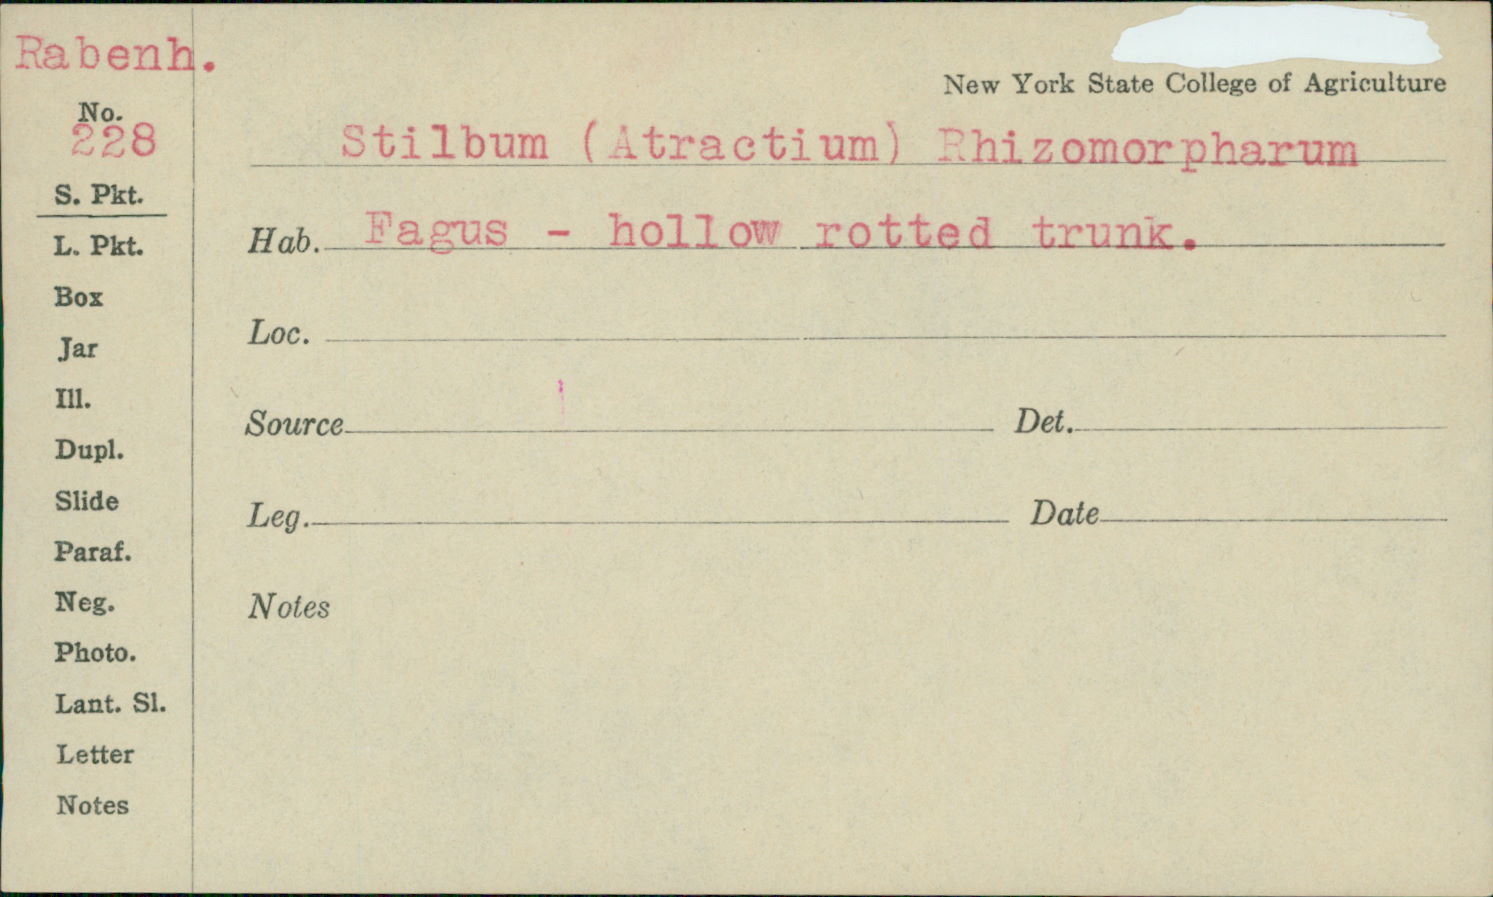 Rabenh.
New York State College of Agriculture
No.
228
Stilbum (Atractium) Rhizomorpharum
S. Pkt.
Hab. Fagus - hollow rotted trunk.
L. Pkt.
Box
Loc.
Jar
Ill.
Source Det.
Dupl.
Slide
Leg. Date
Paraf.
Neg.
Notes
Photo.
Lant. Sl.
Letter
Notes